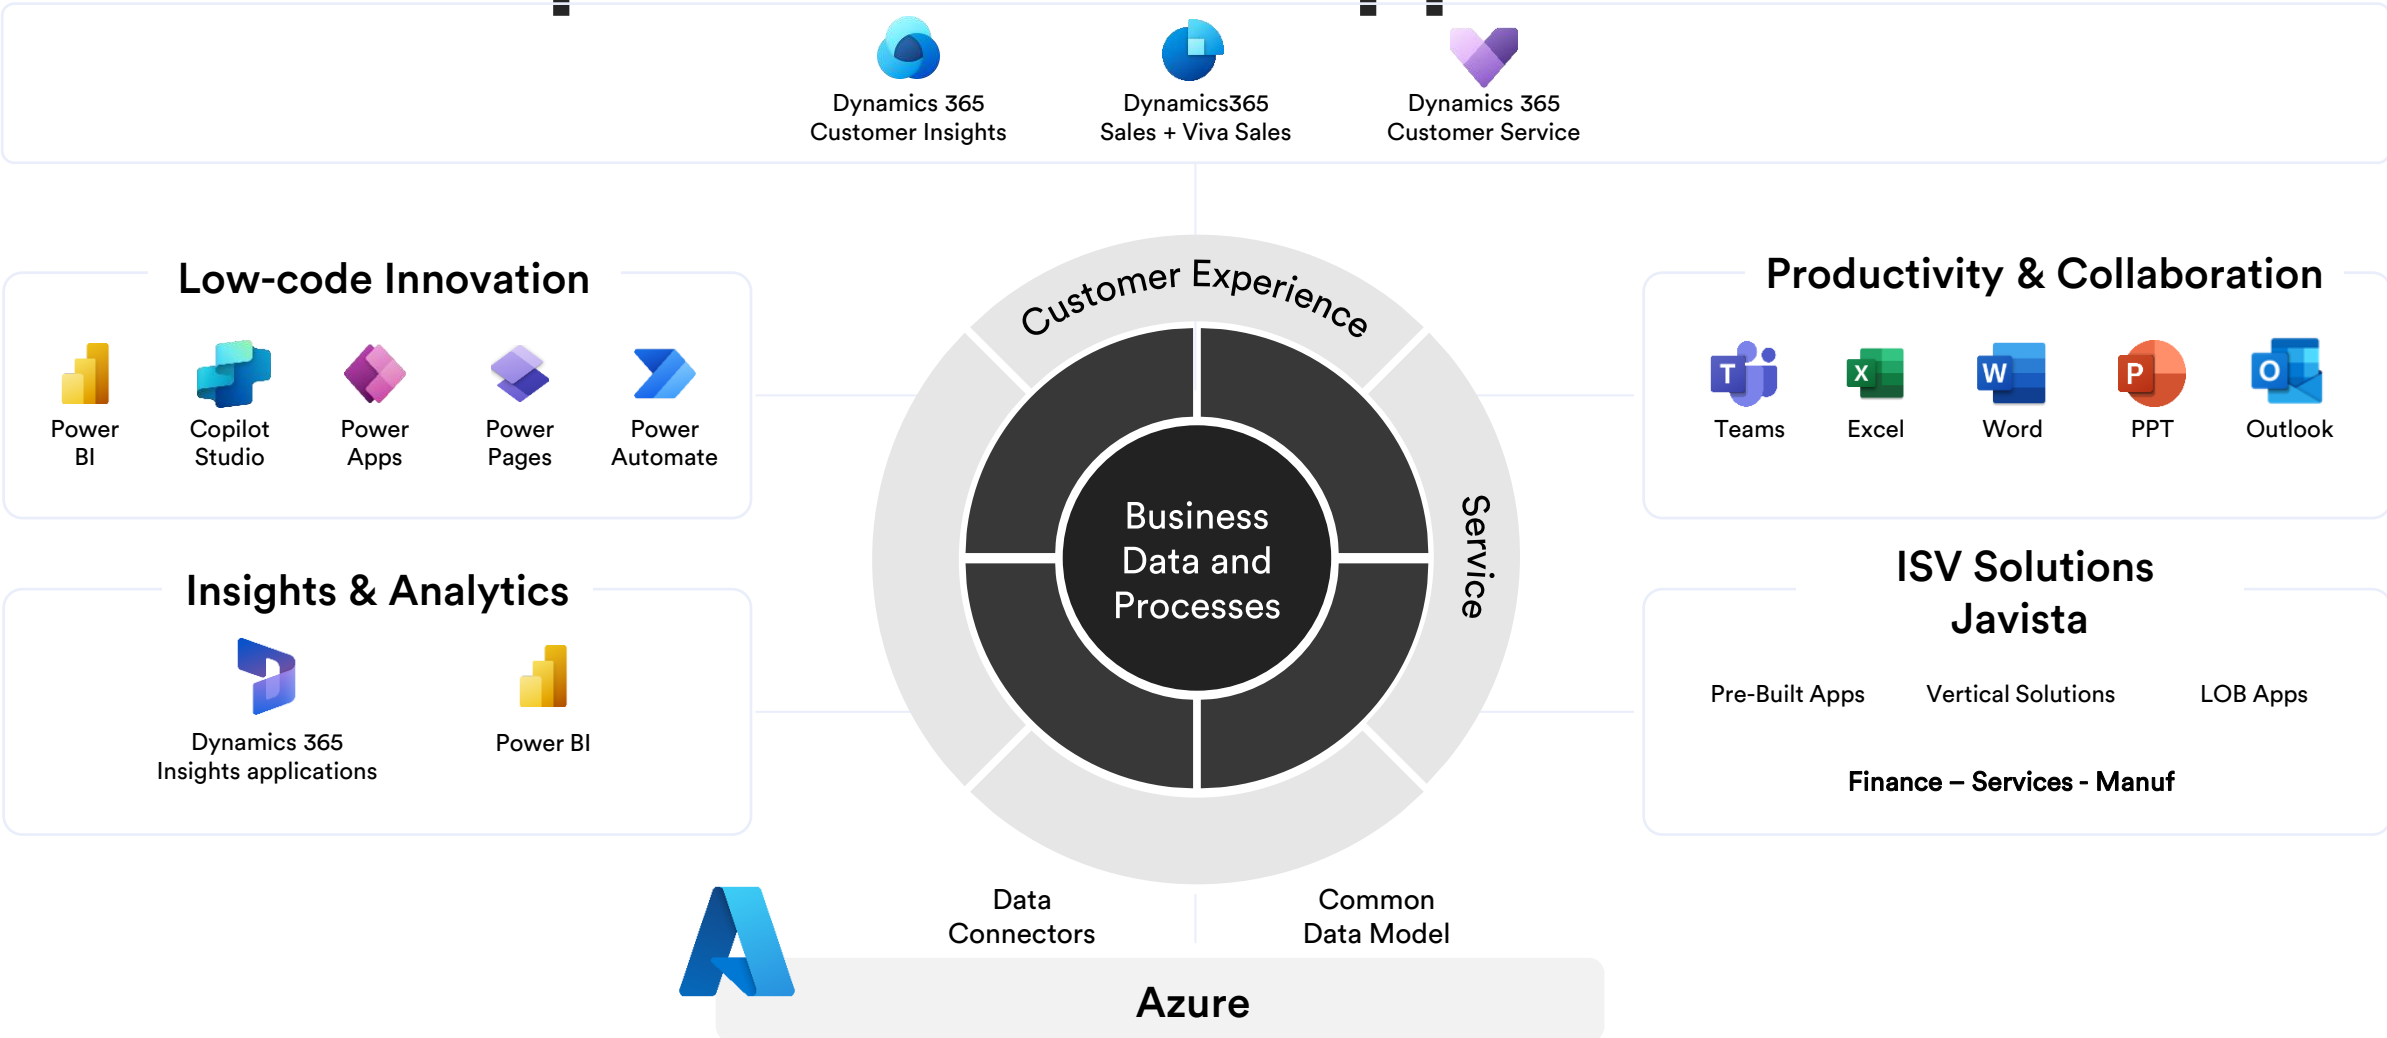 Dynamics 365
Customer Insights
Dynamics365
Sales + Viva Sales
Dynamics 365
Customer Service
Low-code Innovation
Power
BI
Copilot
Studio
Power
Apps
Power
Pages
Power
Automate
Customer Experience
Service
Business
Data and
Processes
Productivity & Collaboration
T
Teams
X
Excel
W
Word
P
PPT
O
Outlook
Insights & Analytics
Dynamics 365
Insights applications
Power BI
ISV Solutions
Javista
Pre-Built Apps
Vertical Solutions
LOB Apps
Finance – Services - Manuf
Data
Connectors
Common
Data Model
Azure